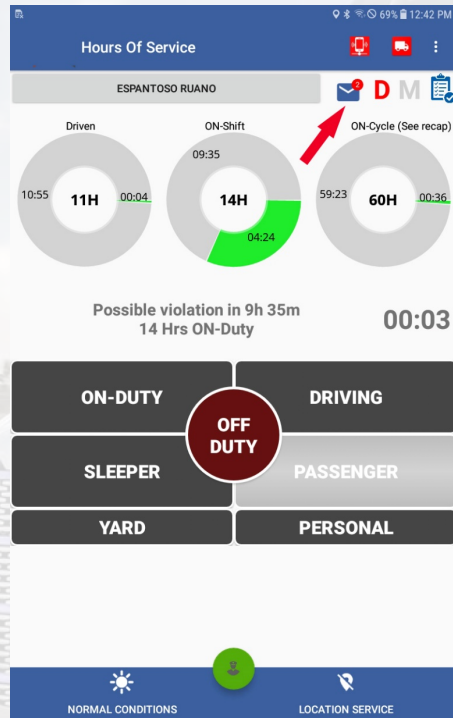 69% 12:42 PM
Hours Of Service
ESPANTOSO RUANO
2
D M
Driven
ON-Shift
ON-Cycle (See recap)
09:35
10:55
11H
00:04
14H
59:23
60H
00:36
04:24
Possible violation in 9h 35m
14 Hrs ON-Duty
00:03
ON-DUTY
DRIVING
OFF
DUTY
SLEEPER
PASSENGER
YARD
PERSONAL
NORMAL CONDITIONS
LOCATION SERVICE